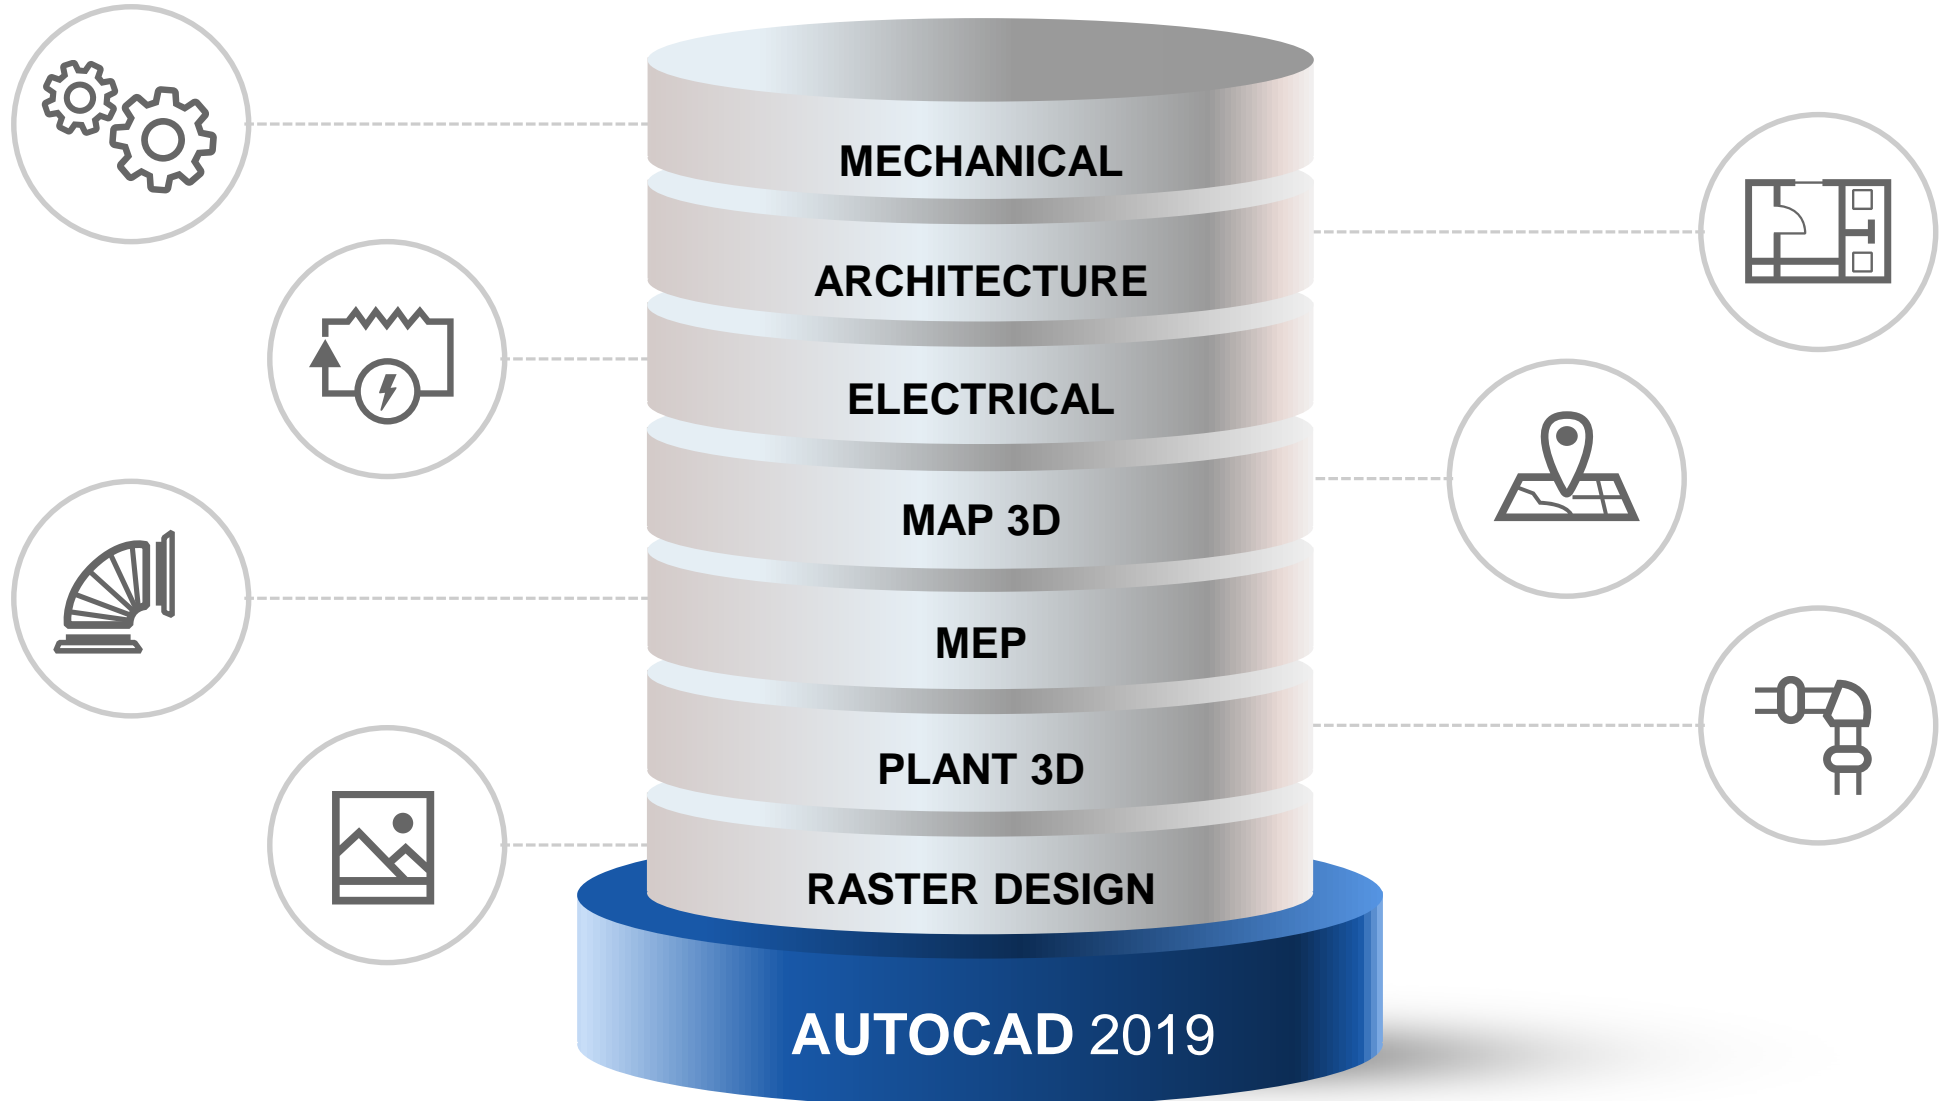 MECHANICAL
ARCHITECTURE
ELECTRICAL
MAP 3D
MEP
PLANT 3D
RASTER DESIGN
AUTOCAD 2019